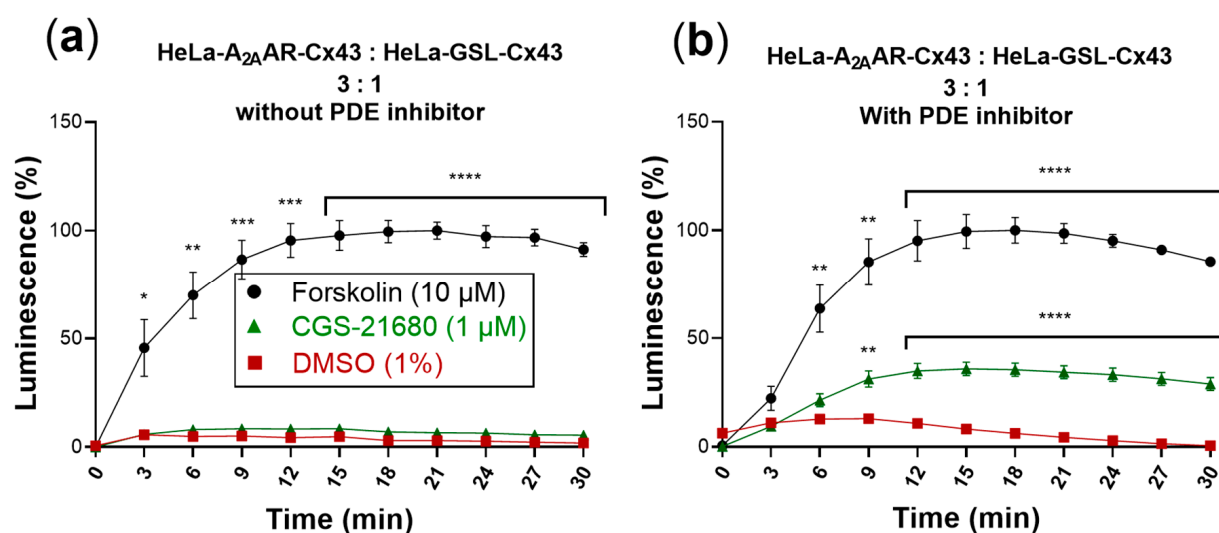 (a)
HeLa-A2AAR-Cx43 : HeLa-GSL-Cx43
3 : 1
without PDE inhibitor
Luminescence (%)
150
100
50
0
*
**
***
***
****
Forskolin (10 µM)
CGS-21680 (1 µM)
DMSO (1%)
0 3 6 9 12 15 18 21 24 27 30
Time (min)
(b)
HeLa-A2AAR-Cx43 : HeLa-GSL-Cx43
3 : 1
With PDE inhibitor
Luminescence (%)
150
100
50
0
**
**
****
**
****
0 3 6 9 12 15 18 21 24 27 30
Time (min)